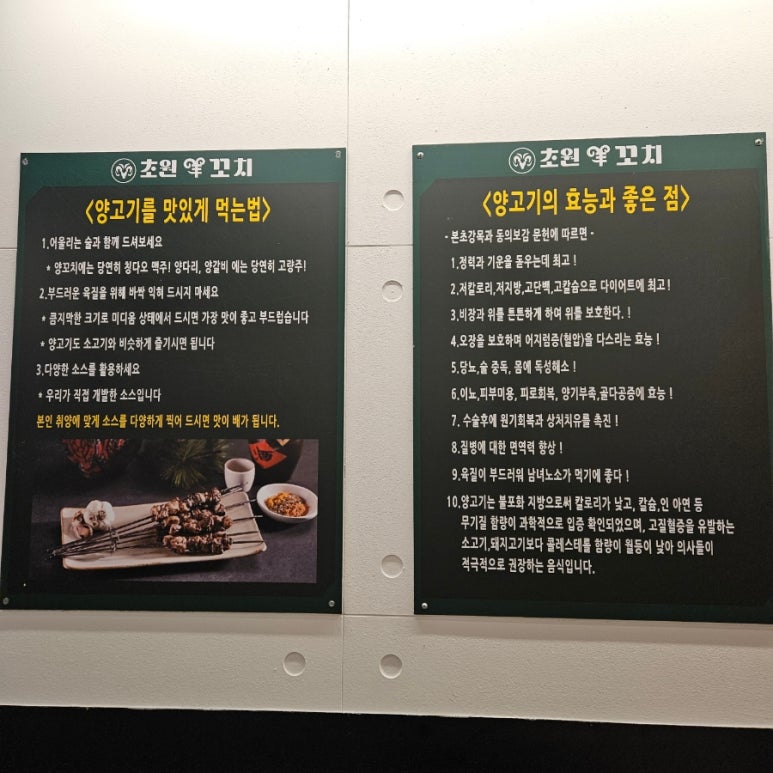 초원 羊 꼬치
<양고기를 맛있게 먹는법>
1.어울리는 술과 함께 드셔보세요
* 양꼬치에는 당연히 칭다오 맥주! 양다리, 양갈비 에는 당연히 고량주!
2.부드러운 육질을 위해 바싹 익혀 드시지 마세요
* 큼지막한 크기로 미디움 상태에서 드시면 가장 맛이 좋고 부드럽습니다
* 양고기도 소고기와 비슷하게 즐기시면 됩니다
3.다양한 소스를 활용하세요
* 우리가 직접 개발한 소스입니다
본인 취양에 맞게 소스를 다양하게 찍어 드시면 맛이 배가 됩니다.
초원 羊 꼬치
<양고기의 효능과 좋은 점>
- 본초강목과 동의보감 문헌에 따르면 -
1.정력과 기운을 돋우는데 최고 !
2.저칼로리,저지방,고단백,고칼슘으로 다이어트에 최고 !
3.비장과 위를 튼튼하게 하여 위를 보호한다. !
4.오장을 보호하며 어지럼증(혈압)을 다스리는 효능 !
5.당뇨,술 중독, 몸에 독성해소 !
6.이뇨,피부미용, 피로회복, 양기부족,골다공증에 효능 !
7. 수술후에 원기회복과 상처치유를 촉진 !
8.질병에 대한 면역력 향상 !
9.육질이 부드러워 남녀노소가 먹기에 좋다 !
10.양고기는 불포화 지방으로써 칼로리가 낮고, 칼슘,인 아연 등
무기질 함량이 과학적으로 입증 확인되었으며, 고질혈증을 유발하는
소고기,돼지고기보다 콜레스테롤 함량이 월등이 낮아 의사들이
적극적으로 권장하는 음식입니다.